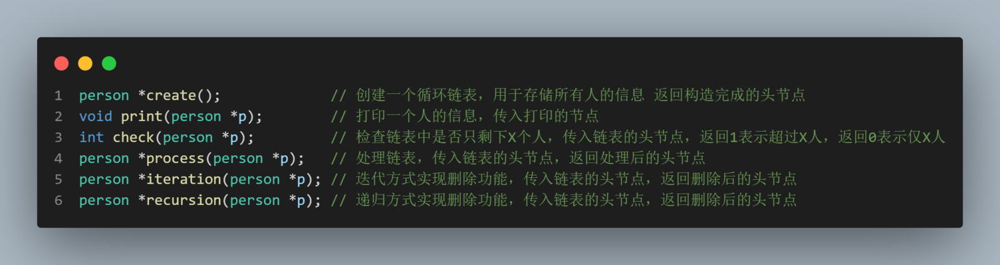 1 person *create(); // 创建一个循环链表，用于存储所有人的信息 返回构造完成的头节点
2 void print(person *p); // 打印一个人的信息，传入打印的节点
3 int check(person *p); // 检查链表中是否只剩下X个人，传入链表的头节点，返回1表示超过X人，返回0表示仅X人
4 person *process(person *p); // 处理链表，传入链表的头节点，返回处理后的头节点
5 person *iteration(person *p); // 迭代方式实现删除功能，传入链表的头节点，返回删除后的头节点
6 person *recursion(person *p); // 递归方式实现删除功能，传入链表的头节点，返回删除后的头节点